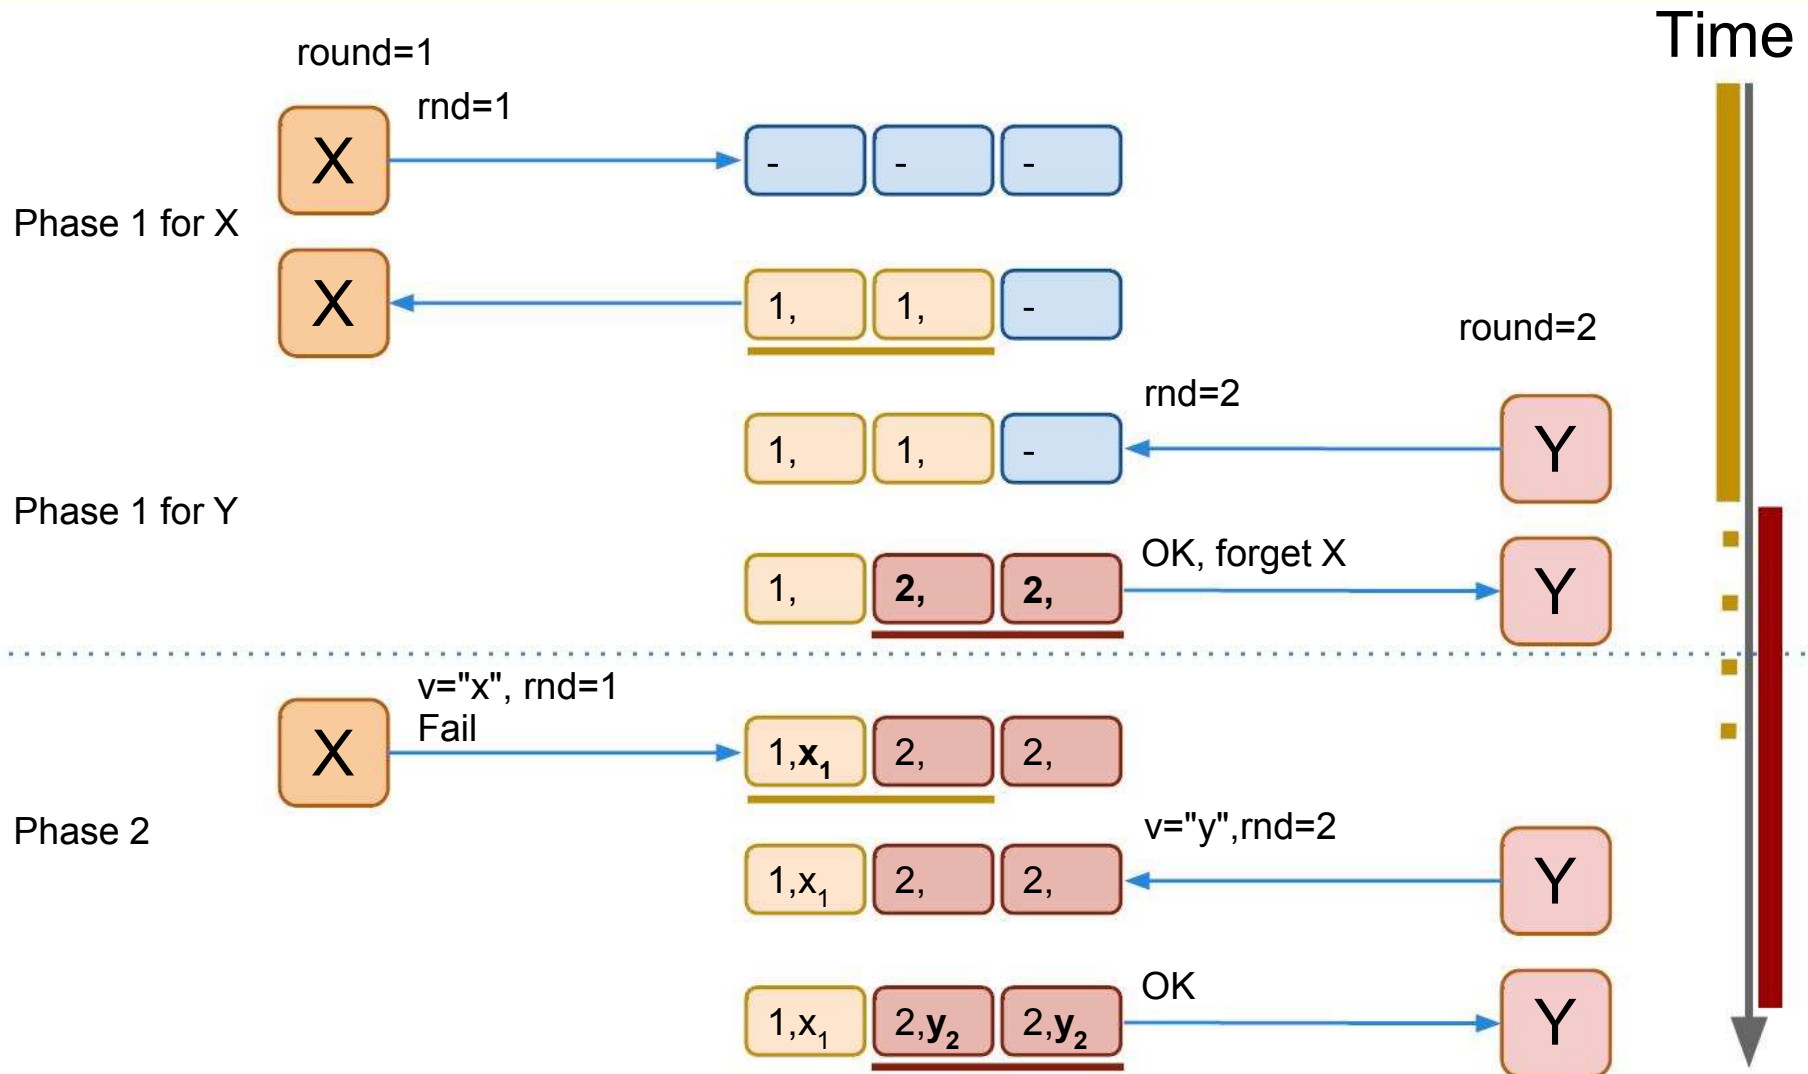 Time
round=1
rnd=1
X
- - -
Phase 1 for X
X
1, 1, -
round=2
rnd=2
1, 1, -
Y
Phase 1 for Y
OK, forget X
1, 2, 2,
Y
v="x", rnd=1
Fail
X
1,x₁ 2, 2,
Phase 2
v="y",rnd=2
1,x₁ 2, 2,
Y
OK
1,x₁ 2,y₂ 2,y₂
Y